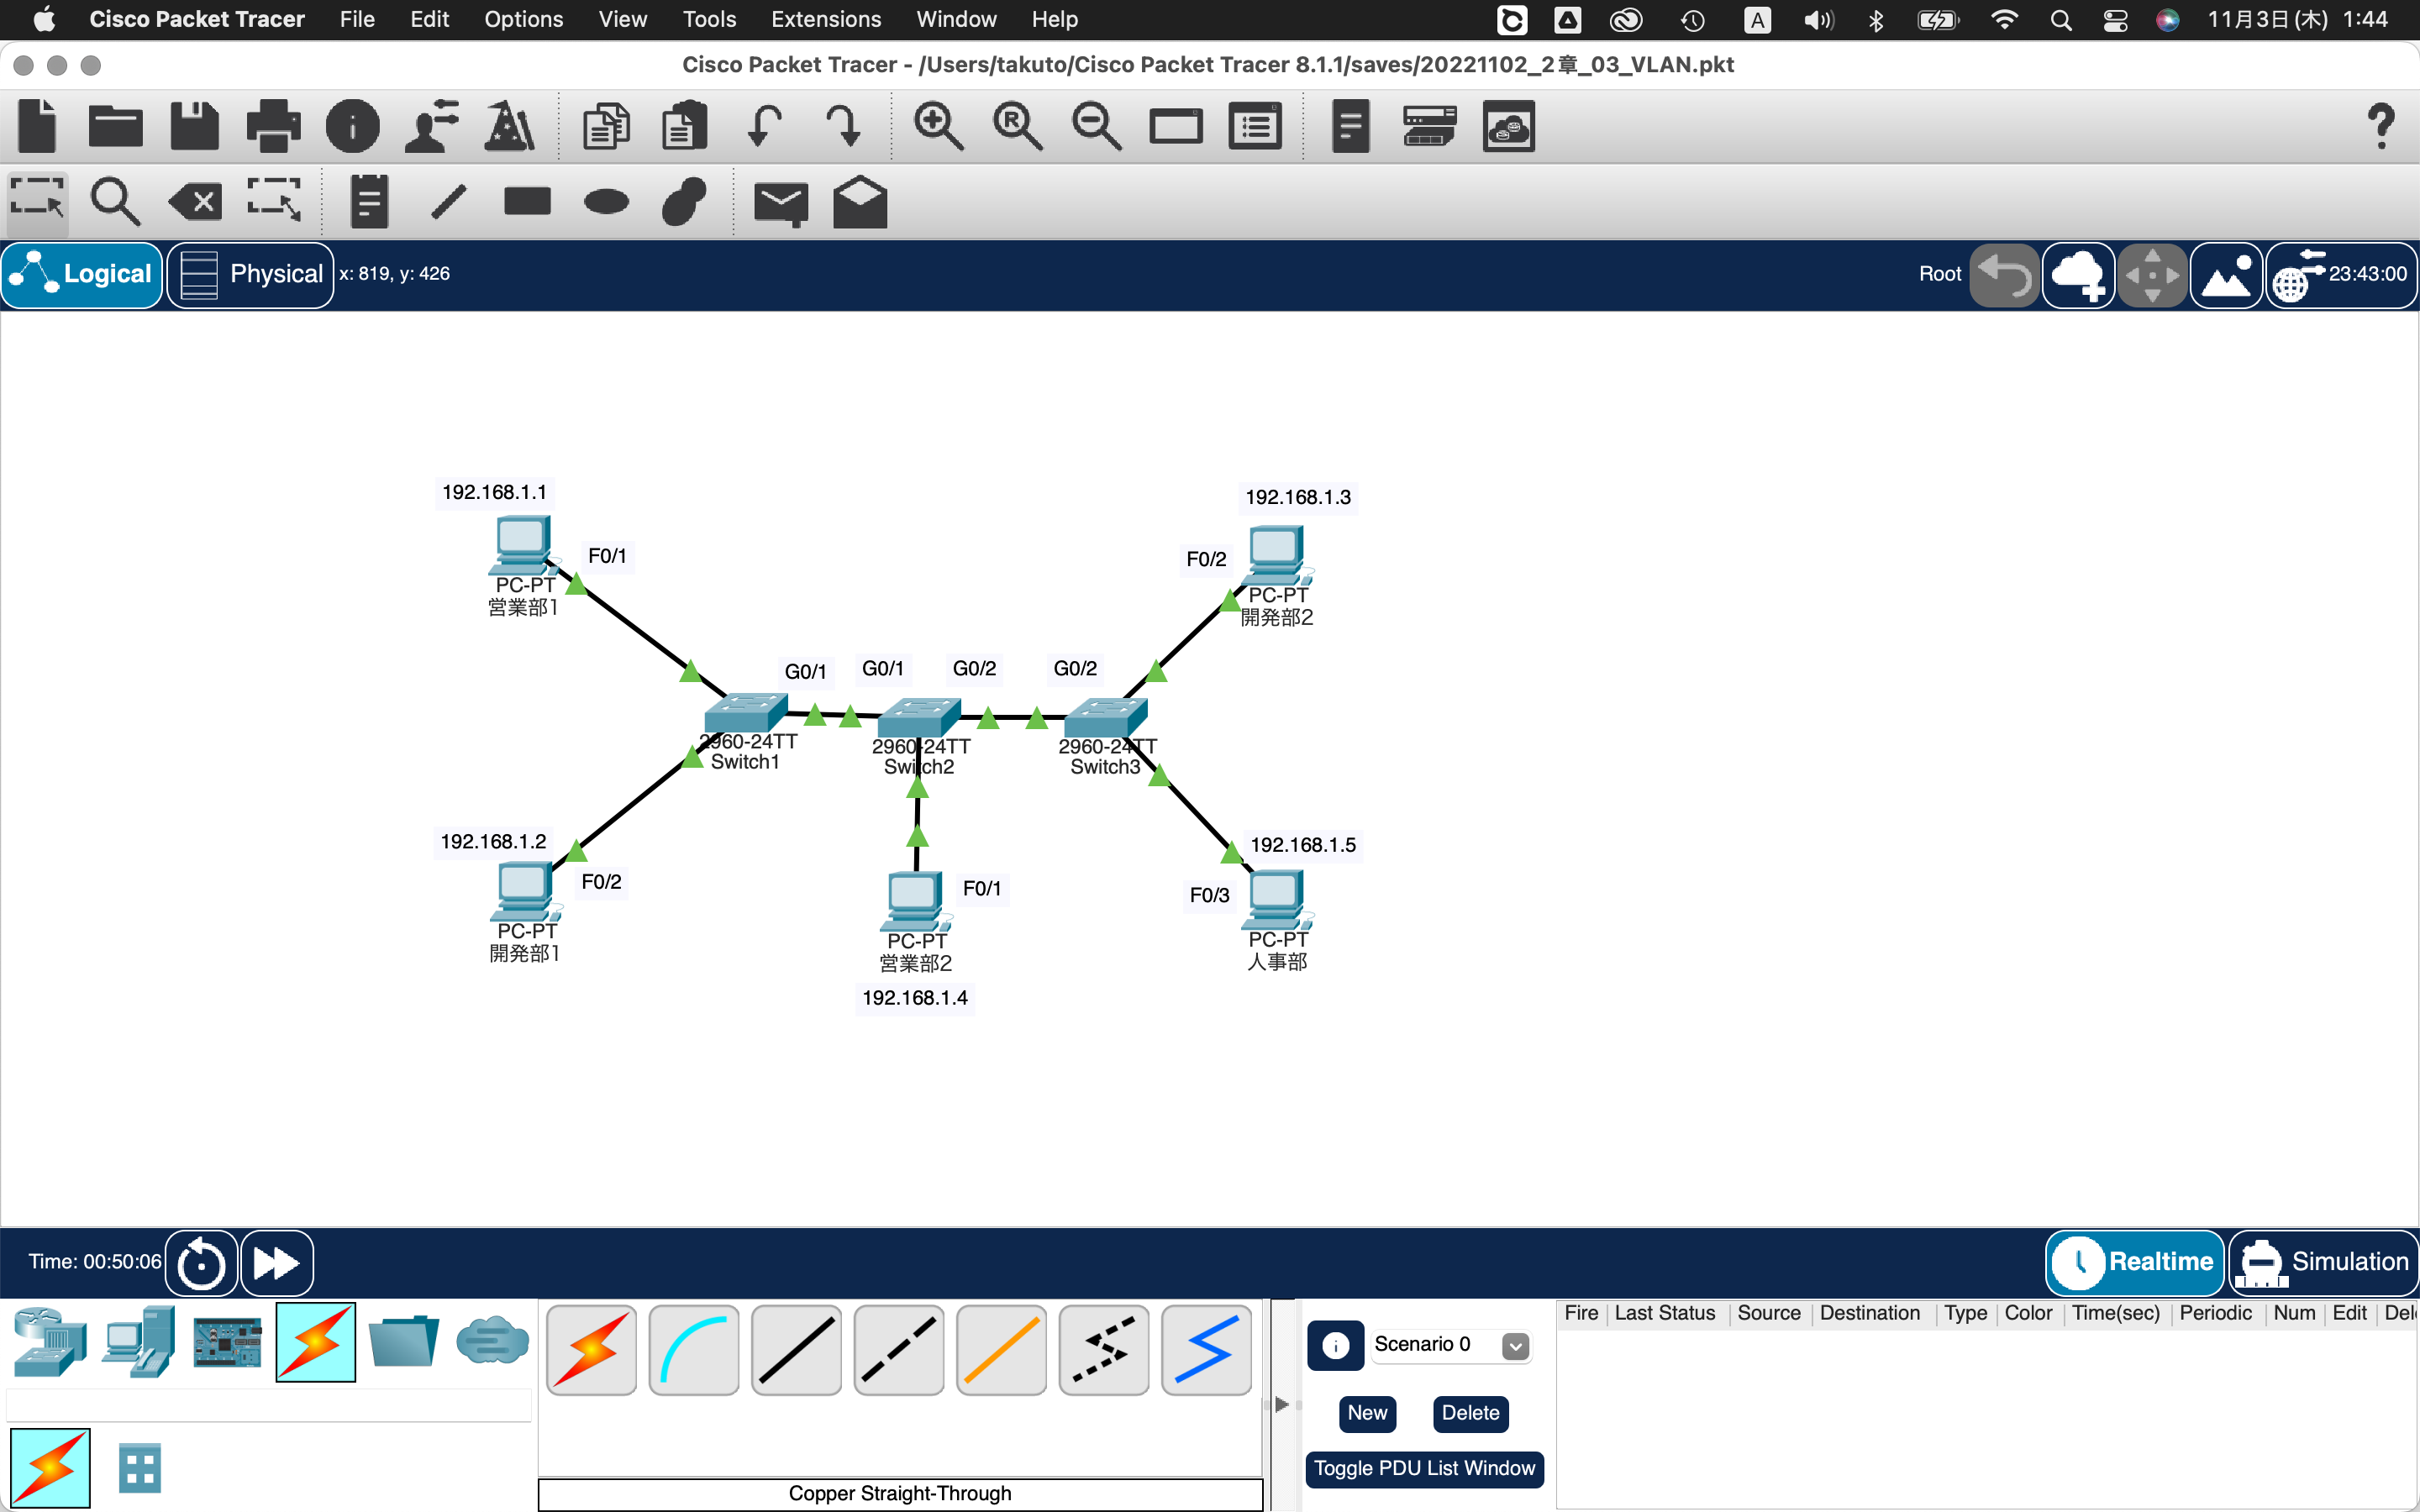 Cisco Packet Tracer File Edit Options View Tools Extensions Window Help A 11月3日(木) 1:44
Cisco Packet Tracer - /Users/takuto/Cisco Packet Tracer 8.1.1/saves/20221102_2章_03_VLAN.pkt
R
?
Logical Physical x: 819, y: 426 Root 23:43:00
192.168.1.1
F0/1
PC-PT
営業部1
192.168.1.3
F0/2
PC-PT
開発部2
G0/1 G0/1 G0/2 G0/2
2960-24TT
Switch1
2960-24TT
Switch2
2960-24TT
Switch3
192.168.1.2
F0/2
PC-PT
開発部1
F0/1
PC-PT
営業部2
192.168.1.4
192.168.1.5
F0/3
PC-PT
人事部
Time: 00:50:06 Realtime Simulation
Fire Last Status Source Destination Type Color Time(sec) Periodic Num Edit Del
Scenario 0
New Delete
Toggle PDU List Window
Copper Straight-Through